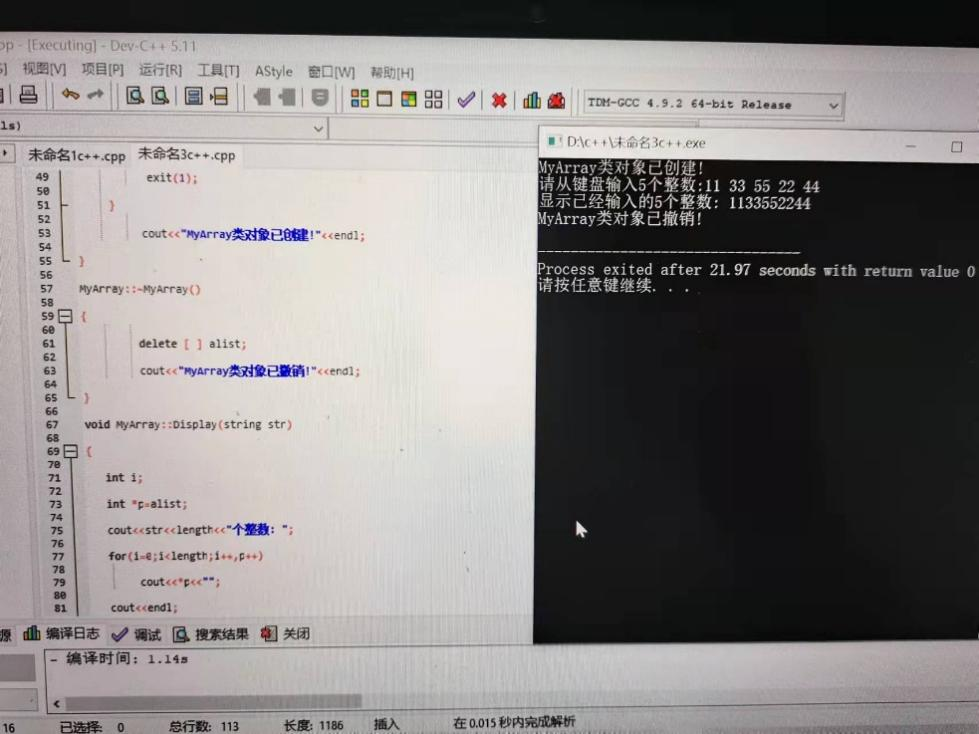 pp - [Executing] - Dev-C++ 5.11
S] 视图[V] 项目[P] 运行[R] 工具[T] AStyle 窗口[W] 帮助[H]
TDM-GCC 4.9.2 64-bit Release
ls)
未命名1c++.cpp 未命名3c++.cpp
49 exit(1);
50
51 }
52
53 cout<<"MyArray类对象已创建!"<<endl;
54
55 }
56
57 MyArray::~MyArray()
58
59 {
60
61 delete [ ] alist;
62
63 cout<<"MyArray类对象已撤销!"<<endl;
64
65 }
66
67 void MyArray::Display(string str)
68
69 {
70
71 int i;
72
73 int *p=alist;
74
75 cout<<str<<length<<"个整数: ";
76
77 for(i=0;i<length;i++,p++)
78
79 cout<<*p<<"";
80
81 cout<<endl;
源 编译日志 调试 搜索结果 关闭
- 编译时间: 1.14s
16 已选择: 0 总行数: 113 长度: 1186 插入 在 0.015 秒内完成解析
D:\c++\未命名3c++.exe
MyArray类对象已创建!
请从键盘输入5个整数:11 33 55 22 44
显示已经输入的5个整数: 1133552244
MyArray类对象已撤销!
--------------------------------
Process exited after 21.97 seconds with return value 0
请按任意键继续. . .